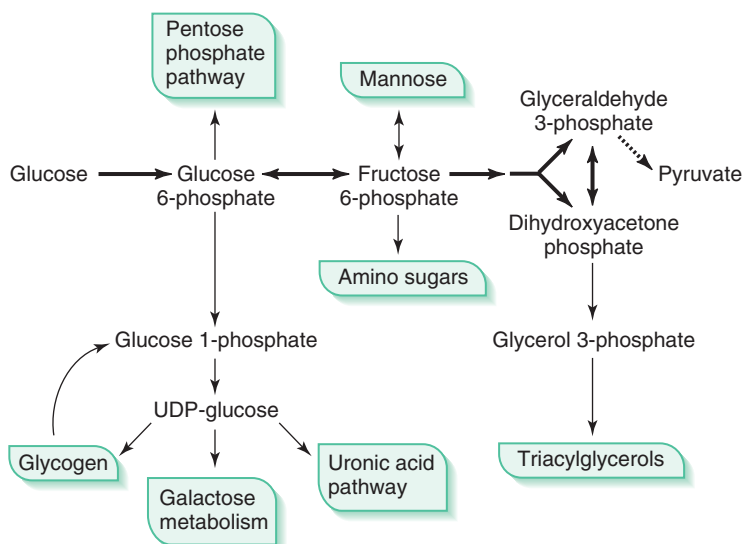 Pentose
phosphate
pathway
Mannose
Glyceraldehyde
3-phosphate
Glucose
Glucose
6-phosphate
Fructose
6-phosphate
Pyruvate
Dihydroxyacetone
phosphate
Amino sugars
Glucose 1-phosphate
Glycerol 3-phosphate
UDP-glucose
Glycogen
Galactose
metabolism
Uronic acid
pathway
Triacylglycerols